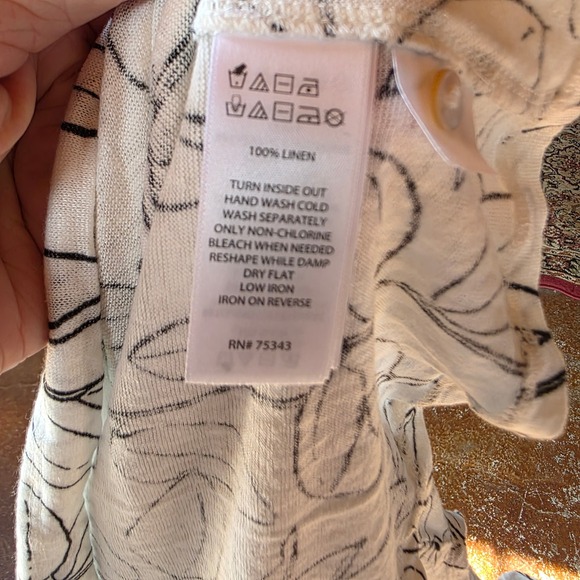 100% LINEN
TURN INSIDE OUT
HAND WASH COLD
WASH SEPARATELY
ONLY NON-CHLORINE
BLEACH WHEN NEEDED
RESHAPE WHILE DAMP
DRY FLAT
LOW IRON
IRON ON REVERSE
RN# 75343